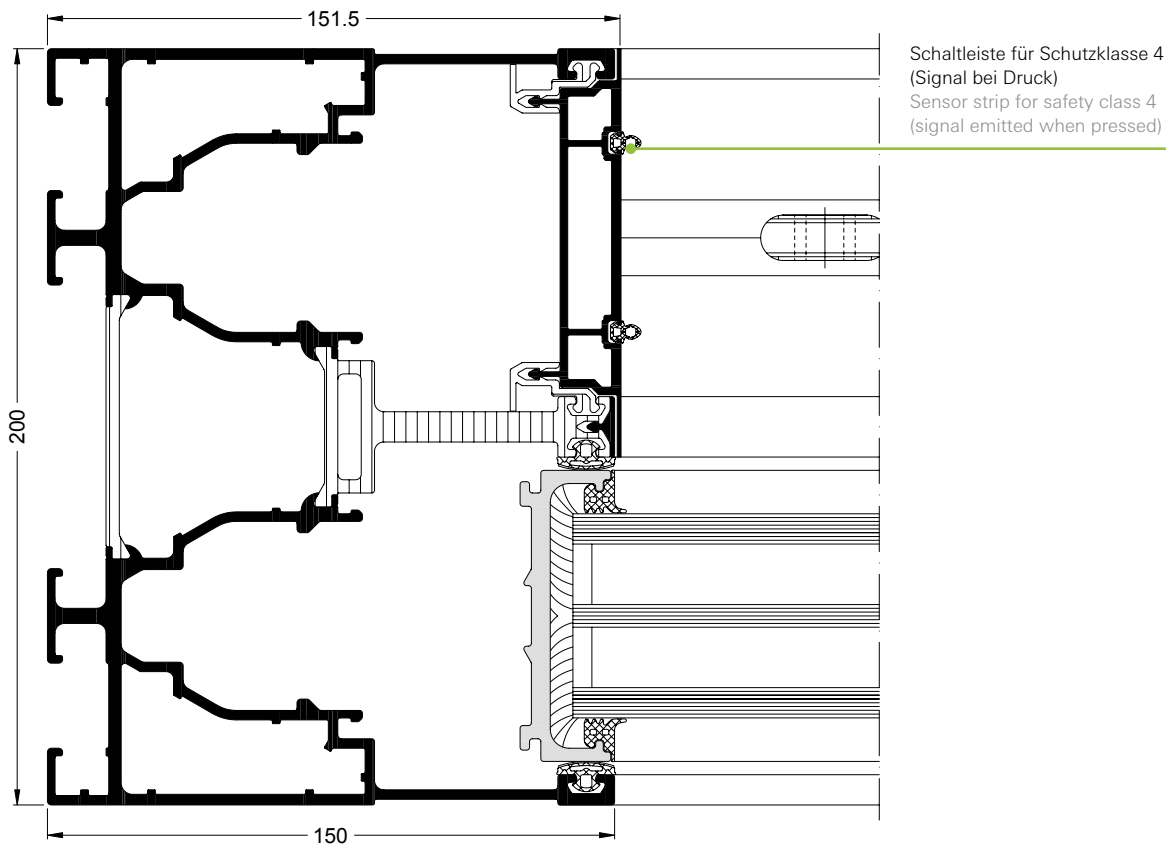 151.5
Schaltleiste für Schutzklasse 4
(Signal bei Druck)
Sensor strip for safety class 4
(signal emitted when pressed)
200
150